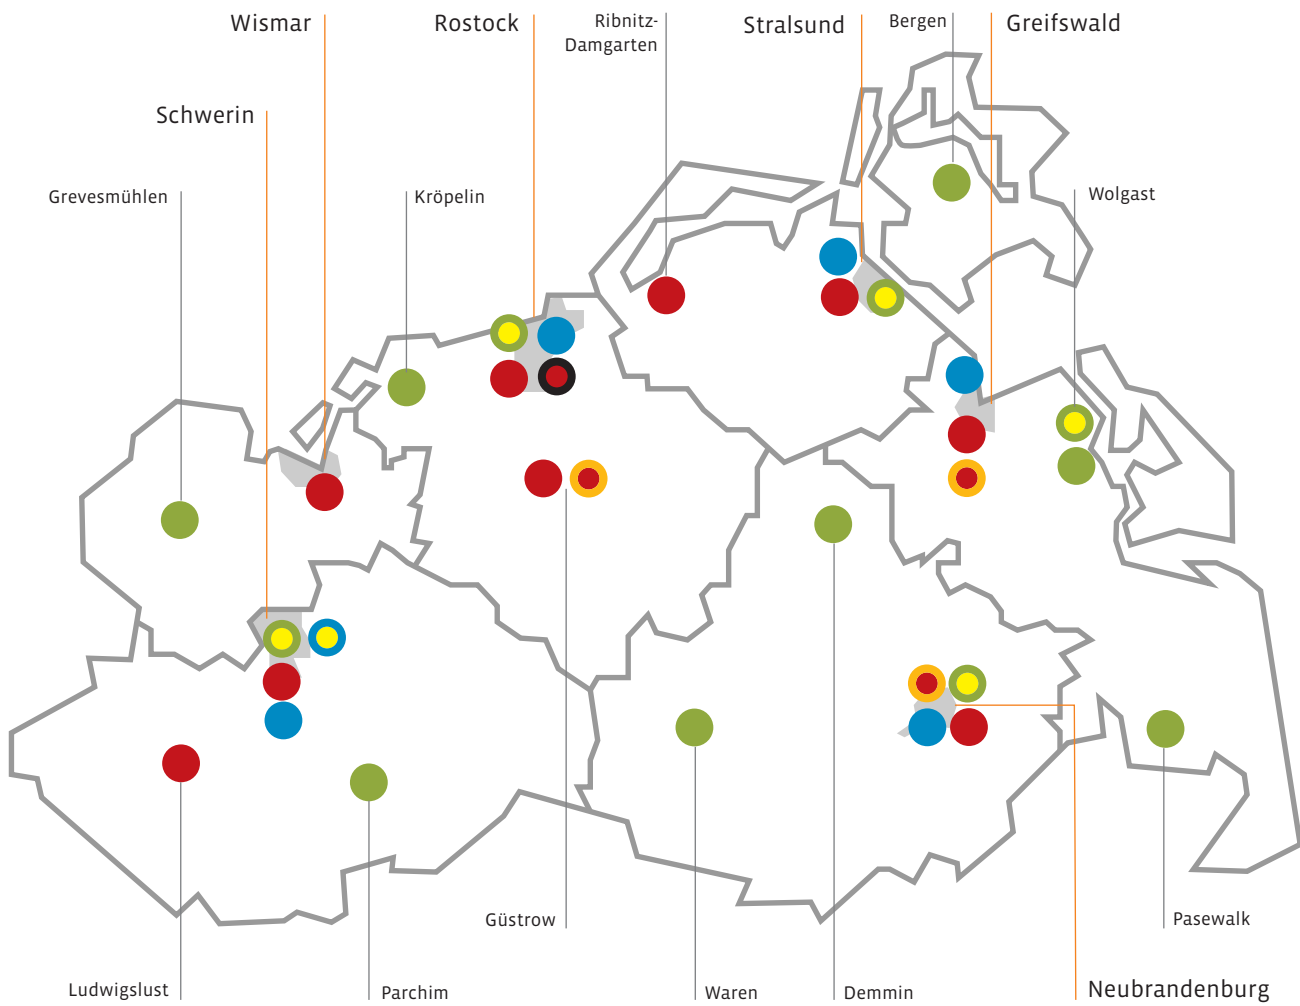 Wismar
Rostock
Ribnitz-
Damgarten
Stralsund
Bergen
Greifswald
Schwerin
Grevesmühlen
Kröpelin
Wolgast
Güstrow
Pasewalk
Ludwigslust
Parchim
Waren
Demmin
Neubrandenburg